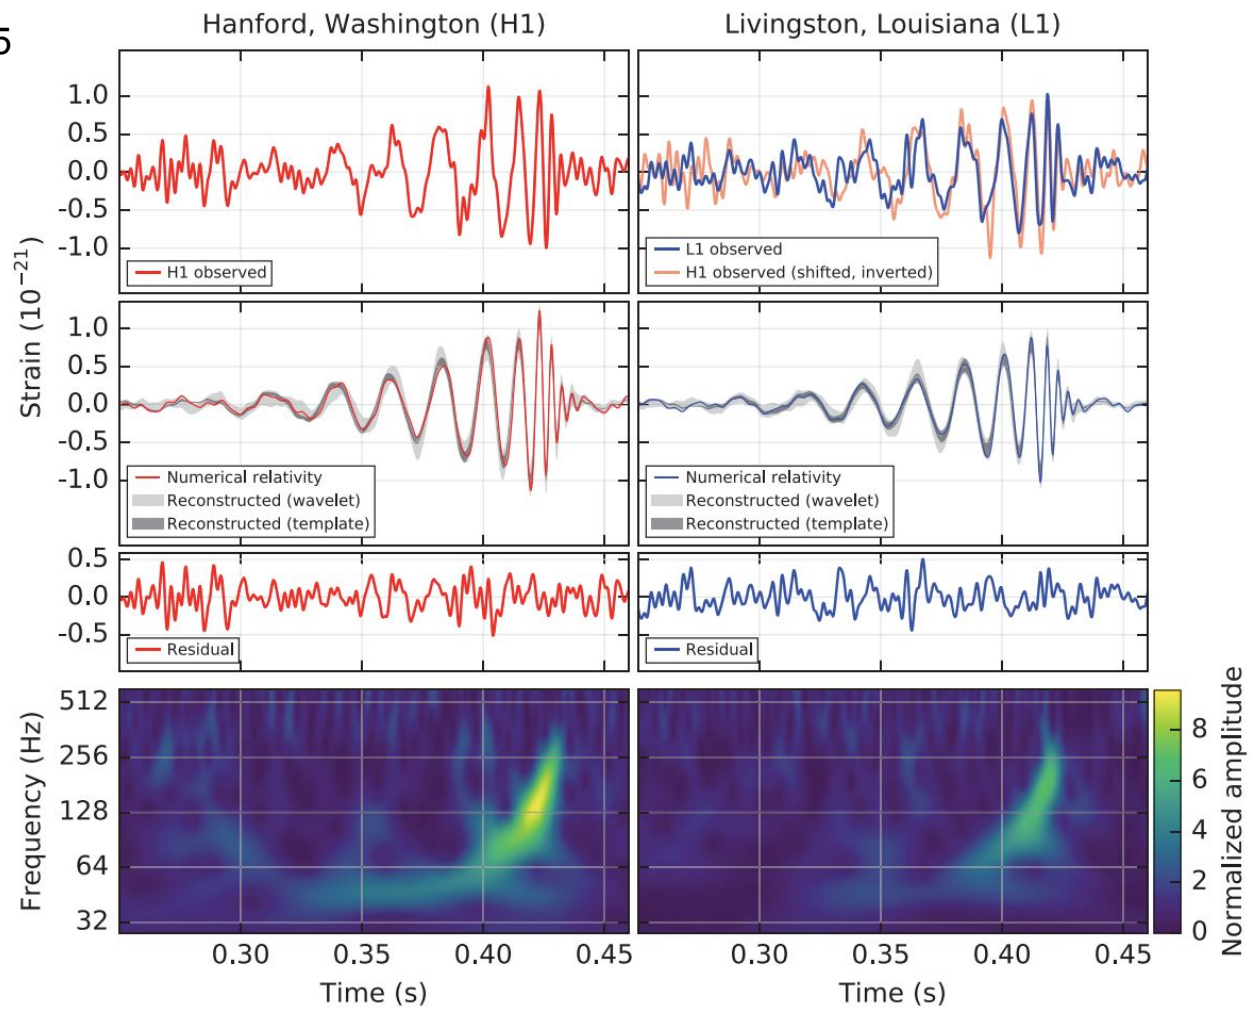 5
Hanford, Washington (H1)
Livingston, Louisiana (L1)
Strain (10⁻²¹)
1.0
0.5
0.0
-0.5
-1.0
H1 observed
L1 observed
H1 observed (shifted, inverted)
1.0
0.5
0.0
-0.5
-1.0
Numerical relativity
Reconstructed (wavelet)
Reconstructed (template)
Numerical relativity
Reconstructed (wavelet)
Reconstructed (template)
0.5
0.0
-0.5
Residual
Residual
Frequency (Hz)
512
256
128
64
32
Normalized amplitude
8
6
4
2
0
0.30 0.35 0.40 0.45
0.30 0.35 0.40 0.45
Time (s)
Time (s)